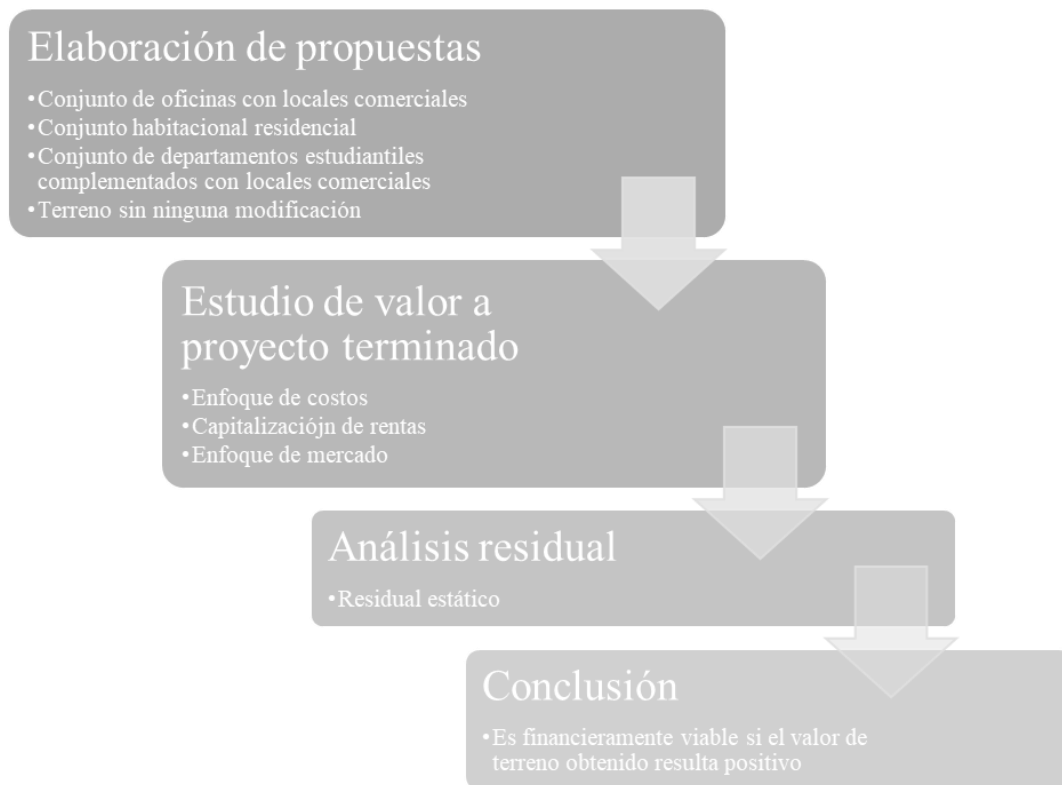 Elaboración de propuestas
•Conjunto de oficinas con locales comerciales
•Conjunto habitacional residencial
•Conjunto de departamentos estudiantiles
complementados con locales comerciales
•Terreno sin ninguna modificación
Estudio de valor a
proyecto terminado
•Enfoque de costos
•Capitalizaciójn de rentas
•Enfoque de mercado
Análisis residual
•Residual estático
Conclusión
•Es financieramente viable si el valor de
terreno obtenido resulta positivo